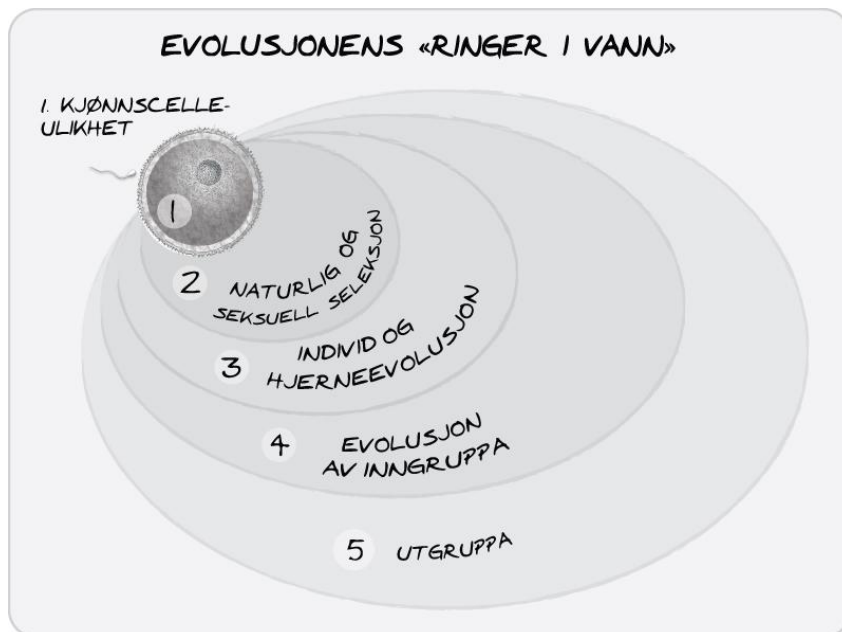 EVOLUSJONENS «RINGER I VANN»
1. KJØNNSCELLE-
ULIKHET
1
2 NATURLIG OG
SEKSUELL SELEKSJON
3 INDIVID OG
HJERNEEVOLUSJON
4 EVOLUSJON
AV INNGRUPPA
5 UTGRUPPA